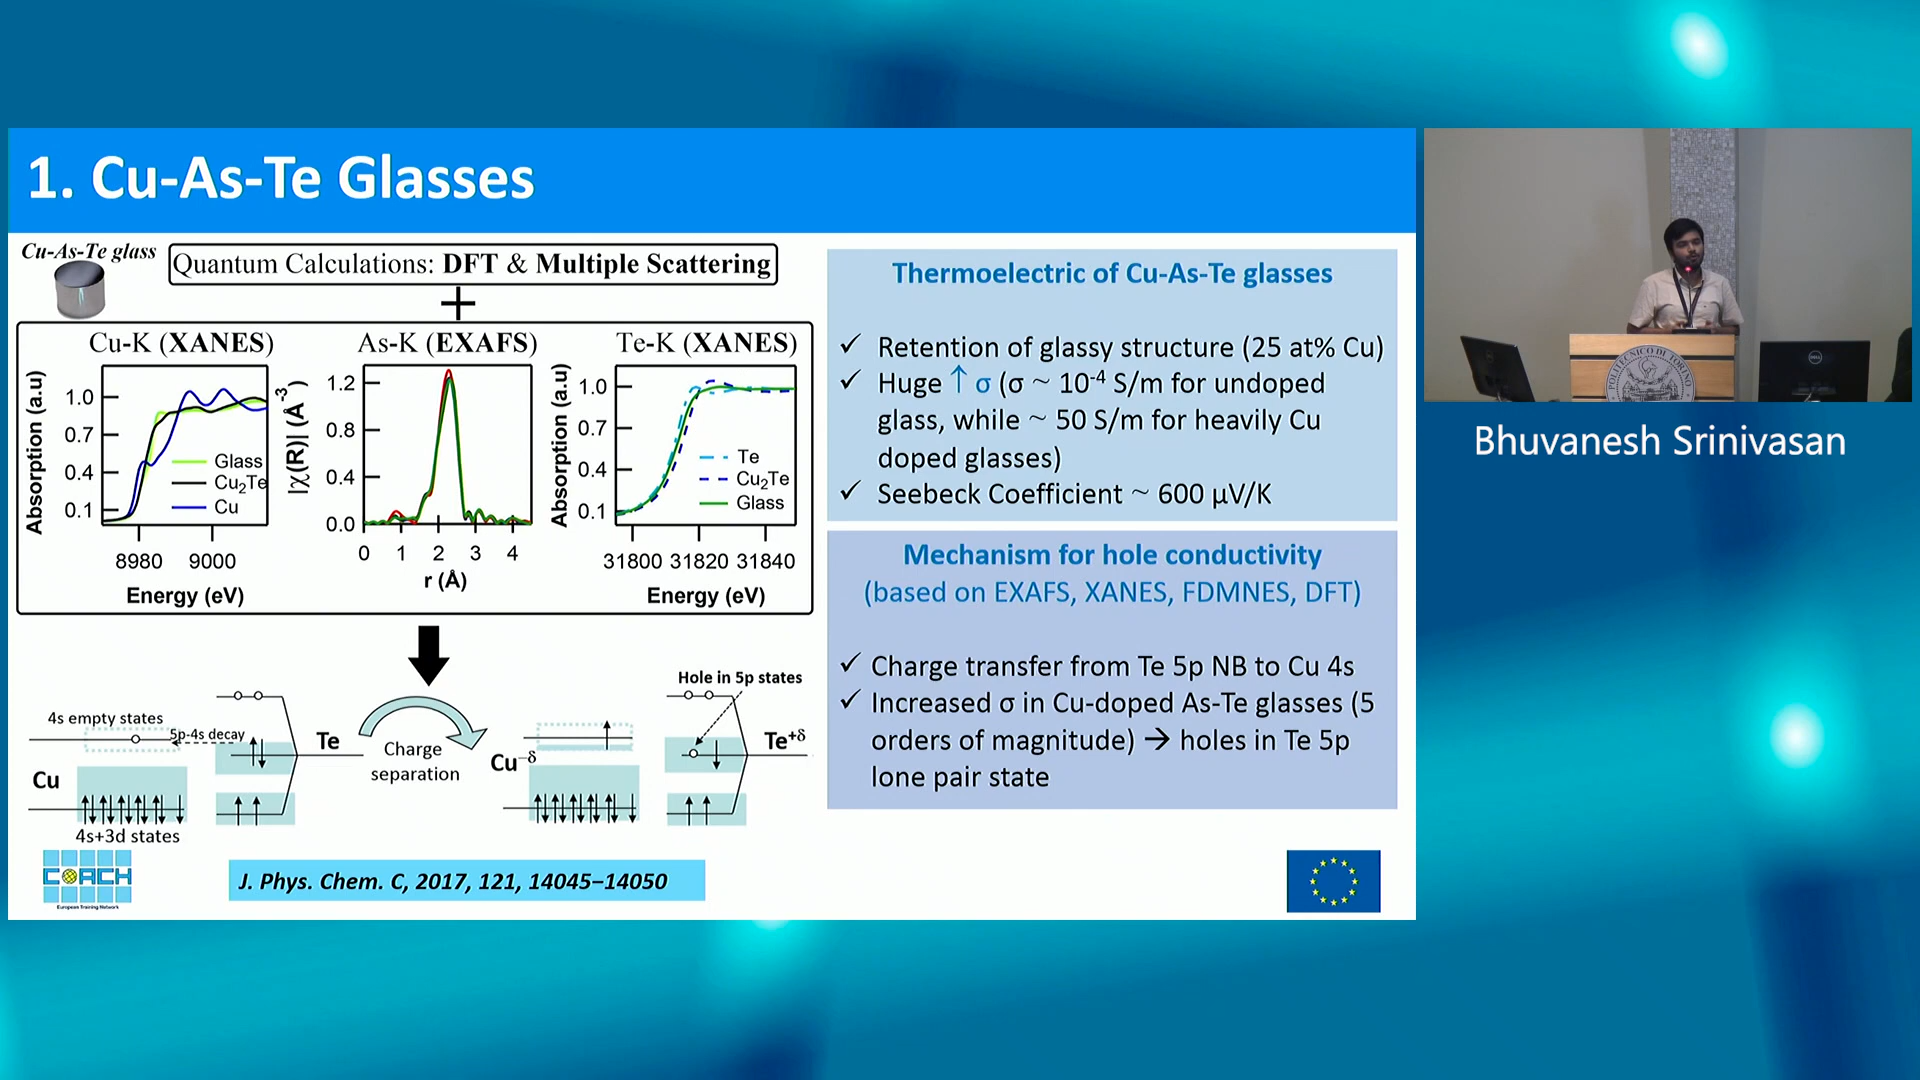 1. Cu-As-Te Glasses
Cu-As-Te glass
Quantum Calculations: DFT & Multiple Scattering
+
Cu-K (XANES)
Absorption (a.u)
1.0
0.7
0.4
0.1
Glass
Cu₂Te
Cu
8980 9000
Energy (eV)
As-K (EXAFS)
|χ(R)| (Å⁻³)
1.2
0.8
0.4
0.0
0 1 2 3 4
r (Å)
Te-K (XANES)
Absorption (a.u)
1.0
0.7
0.4
0.1
Te
Cu₂Te
Glass
31800 31820 31840
Energy (eV)
4s empty states
5p-4s decay
Te
Cu
4s+3d states
Charge
separation
Hole in 5p states
Cu⁻ᵟ
Te⁺ᵟ
Thermoelectric of Cu-As-Te glasses
✓ Retention of glassy structure (25 at% Cu)
✓ Huge ↑ σ (σ ~ 10⁻⁴ S/m for undoped
glass, while ~ 50 S/m for heavily Cu
doped glasses)
✓ Seebeck Coefficient ~ 600 µV/K
Mechanism for hole conductivity
(based on EXAFS, XANES, FDMNES, DFT)
✓ Charge transfer from Te 5p NB to Cu 4s
✓ Increased σ in Cu-doped As-Te glasses (5
orders of magnitude) → holes in Te 5p
lone pair state
COACH
European Training Network
J. Phys. Chem. C, 2017, 121, 14045–14050
POLITECNICO DI TORINO
DELL
Bhuvanesh Srinivasan